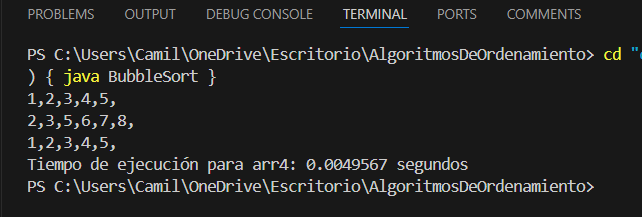 PROBLEMS OUTPUT DEBUG CONSOLE TERMINAL PORTS COMMENTS
PS C:\Users\Camil\OneDrive\Escritorio\AlgoritmosDeOrdenamiento> cd "
) { java BubbleSort }
1,2,3,4,5,
2,3,5,6,7,8,
1,2,3,4,5,
Tiempo de ejecución para arr4: 0.0049567 segundos
PS C:\Users\Camil\OneDrive\Escritorio\AlgoritmosDeOrdenamiento>